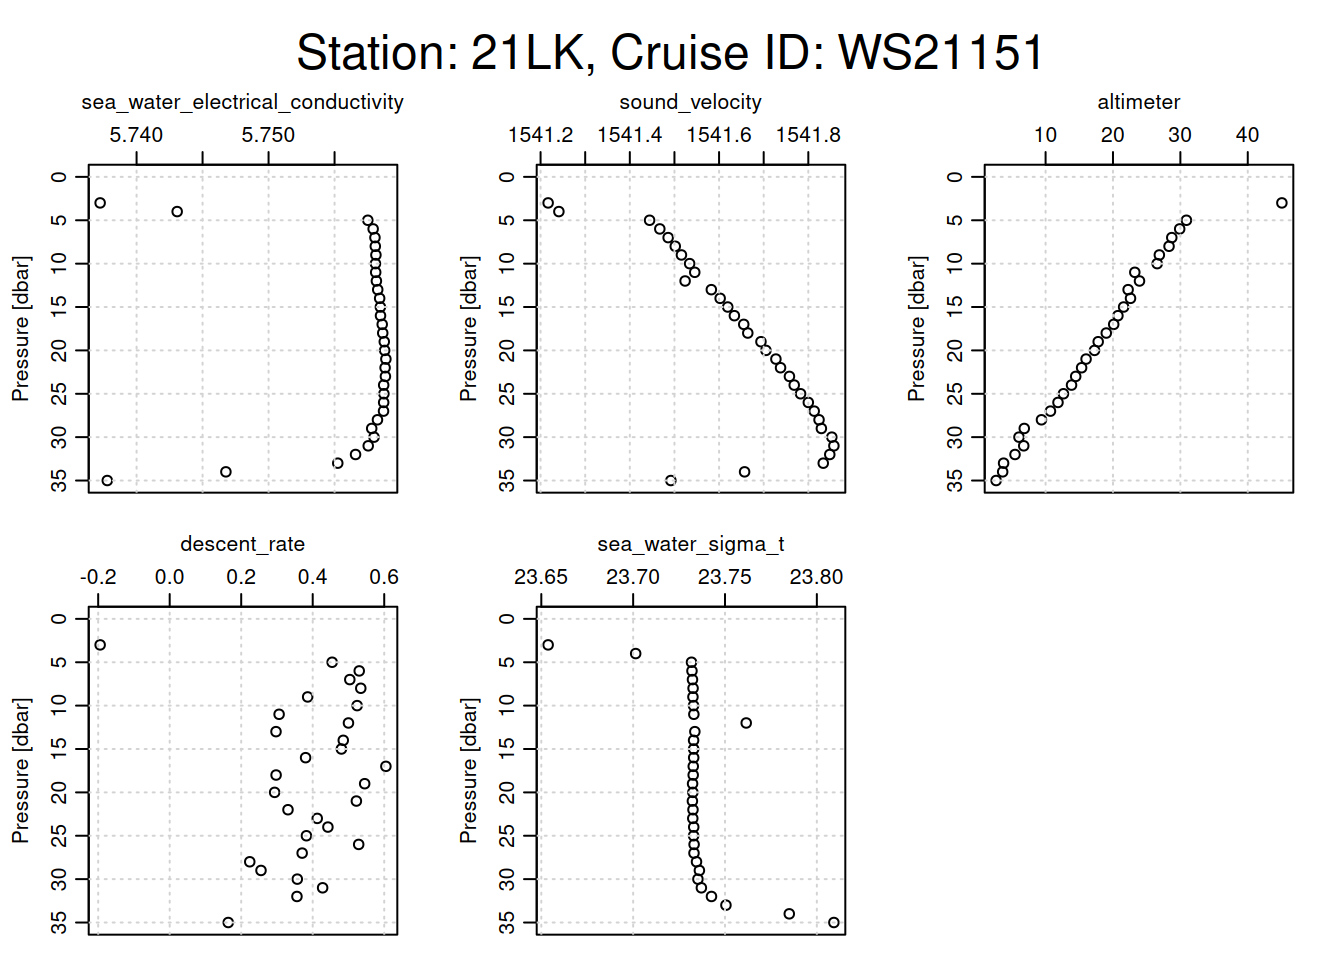 Station: 21LK, Cruise ID: WS21151
sea_water_electrical_conductivity
5.740 5.750
Pressure [dbar]
0
5
10
15
20
25
30
35
sound_velocity
1541.2 1541.4 1541.6 1541.8
Pressure [dbar]
0
5
10
15
20
25
30
35
altimeter
10 20 30 40
Pressure [dbar]
0
5
10
15
20
25
30
35
descent_rate
-0.2 0.0 0.2 0.4 0.6
Pressure [dbar]
0
5
10
15
20
25
30
35
sea_water_sigma_t
23.65 23.70 23.75 23.80
Pressure [dbar]
0
5
10
15
20
25
30
35